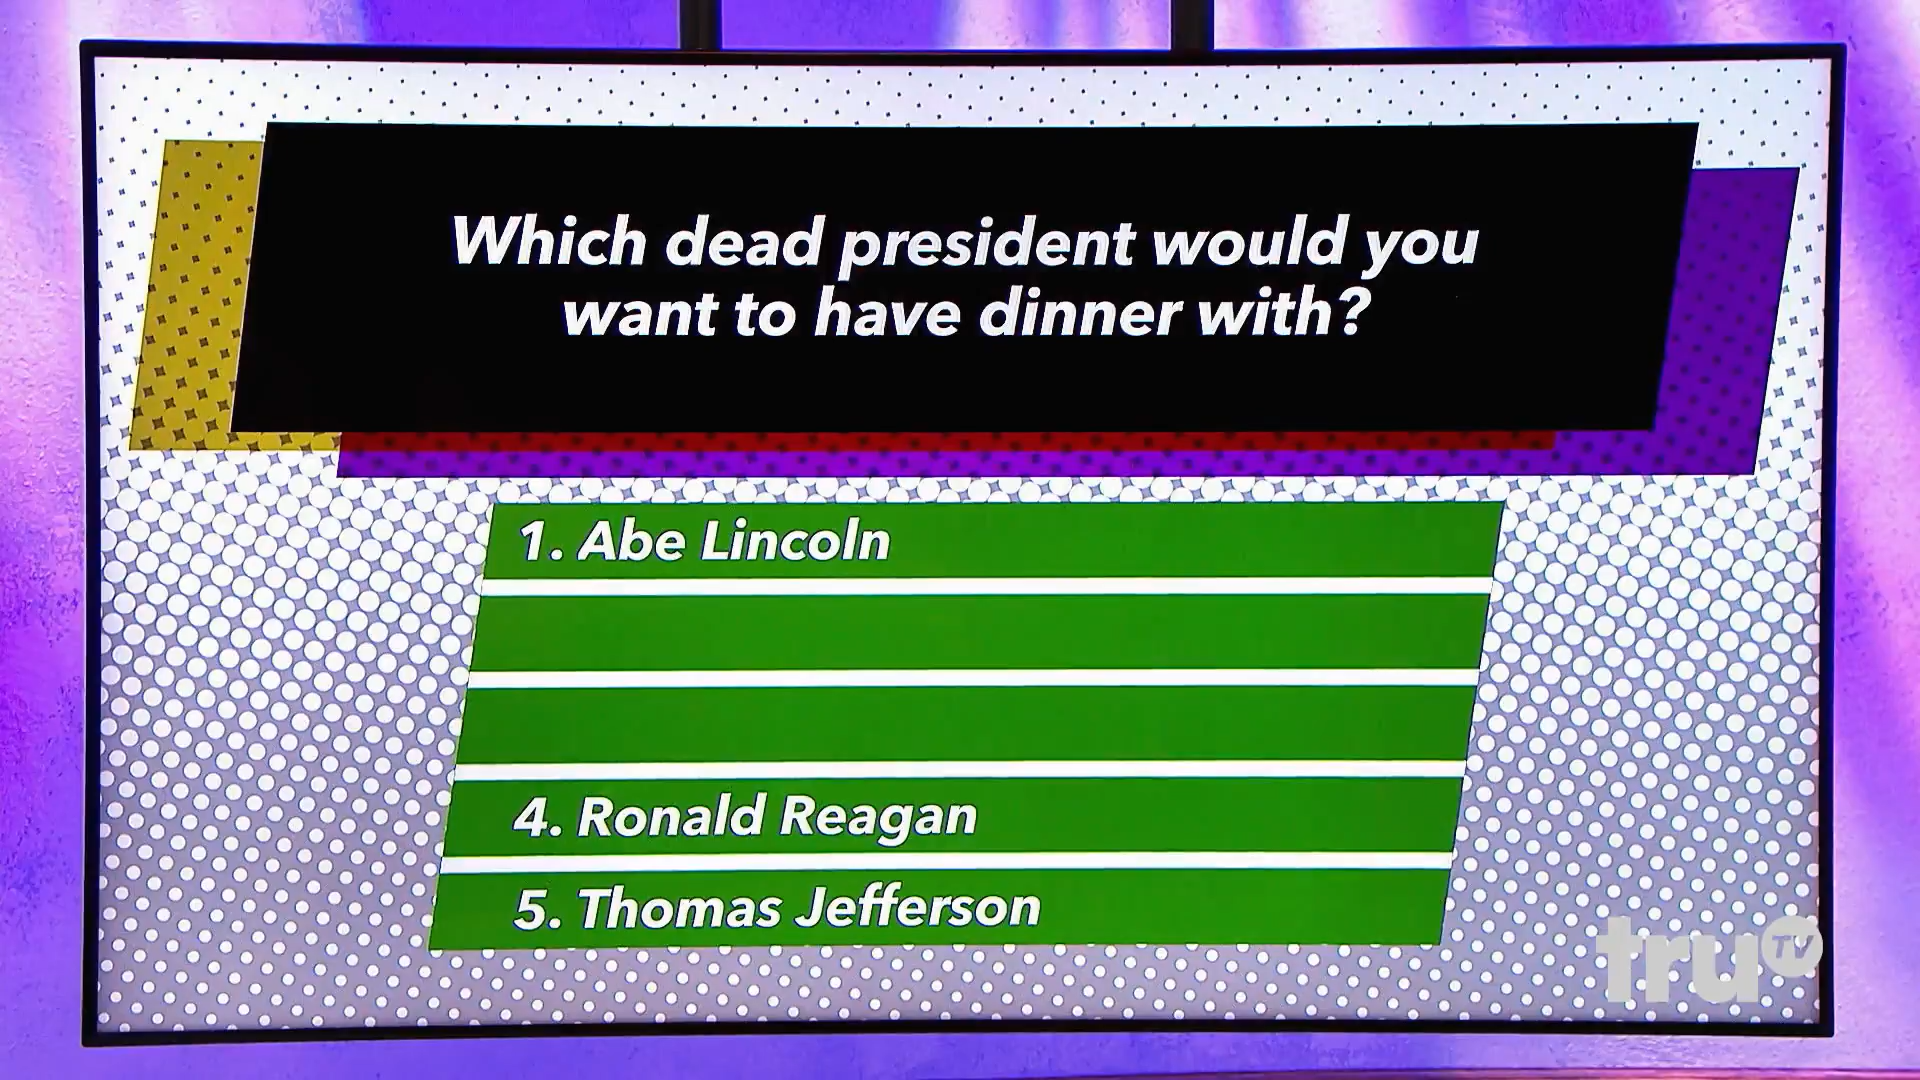 Which dead president would you
want to have dinner with?
1. Abe Lincoln
4. Ronald Reagan
5. Thomas Jefferson
truTV